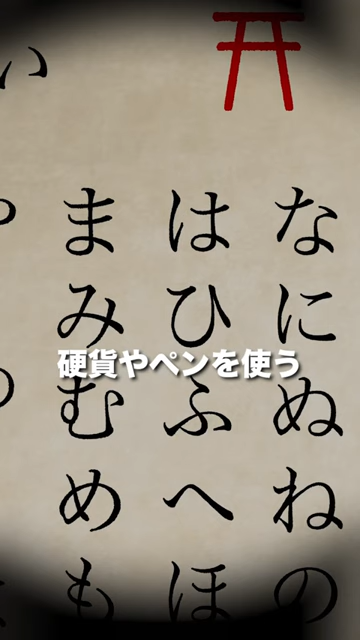 い
なにぬねの
はひふへほ
まみむめも
硬貨やペンを使う